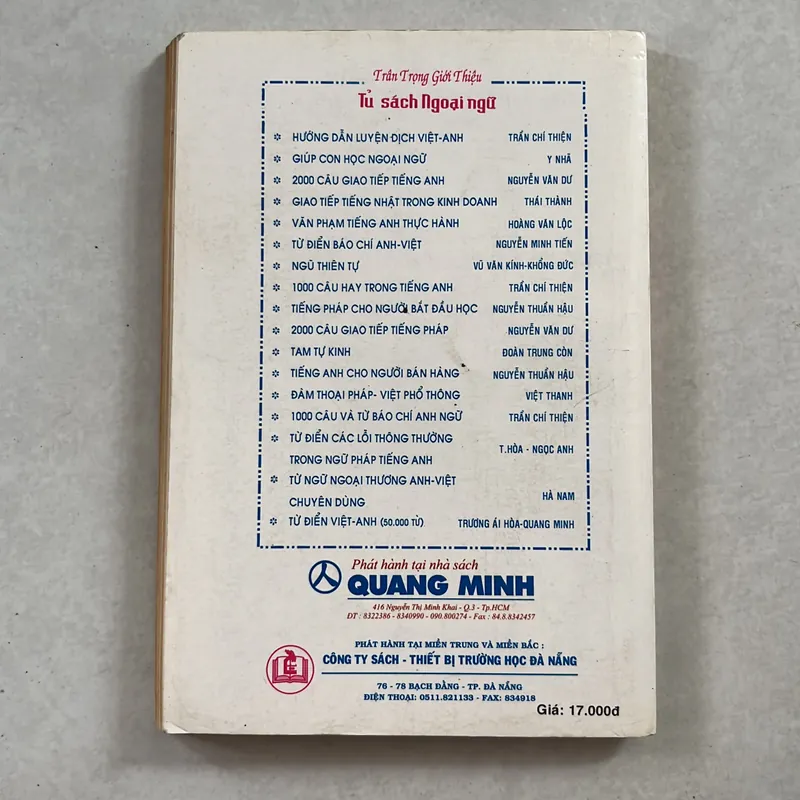 Trân Trọng Giới Thiệu
Tủ sách Ngoại ngữ
HƯỚNG DẪN LUYỆN DỊCH VIỆT-ANH TRẦN CHÍ THIỆN
GIÚP CON HỌC NGOẠI NGỮ Y NHÃ
2000 CÂU GIAO TIẾP TIẾNG ANH NGUYỄN VĂN DƯ
GIAO TIẾP TIẾNG NHẬT TRONG KINH DOANH THÁI THÀNH
VĂN PHẠM TIẾNG ANH THỰC HÀNH HOÀNG VĂN LỘC
TỪ ĐIỂN BÁO CHÍ ANH-VIỆT NGUYỄN MINH TIẾN
NGŨ THIÊN TỰ VŨ VĂN KÍNH-KHỔNG ĐỨC
1000 CÂU HAY TRONG TIẾNG ANH TRẦN CHÍ THIỆN
TIẾNG PHÁP CHO NGƯỜI BẮT ĐẦU HỌC NGUYỄN THUẦN HẬU
2000 CÂU GIAO TIẾP TIẾNG PHÁP NGUYỄN VĂN DƯ
TAM TỰ KINH ĐOÀN TRUNG CÒN
TIẾNG ANH CHO NGƯỜI BÁN HÀNG NGUYỄN THUẦN HẬU
ĐÀM THOẠI PHÁP- VIỆT PHỔ THÔNG VIỆT THANH
1000 CÂU VÀ TỪ BÁO CHÍ ANH NGỮ TRẦN CHÍ THIỆN
TỪ ĐIỂN CÁC LỖI THÔNG THƯỜNG
TRONG NGỮ PHÁP TIẾNG ANH T.HÒA - NGỌC ANH
TỪ NGỮ NGOẠI THƯƠNG ANH-VIỆT
CHUYÊN DÙNG HÀ NAM
TỪ ĐIỂN VIỆT-ANH (50.000 TỪ) TRƯƠNG ÁI HÒA-QUANG MINH
Phát hành tại nhà sách
QUANG MINH
416 Nguyễn Thị Minh Khai - Q.3 - Tp.HCM
ĐT : 8322386 - 8340990 - 090.800274 - Fax : 84.8.8342457
PHÁT HÀNH TẠI MIỀN TRUNG VÀ MIỀN BẮC :
CÔNG TY SÁCH - THIẾT BỊ TRƯỜNG HỌC ĐÀ NẴNG
76 - 78 BẠCH ĐẰNG - TP. ĐÀ NẴNG
ĐIỆN THOẠI: 0511.821133 - FAX: 834918
Giá: 17.000đ